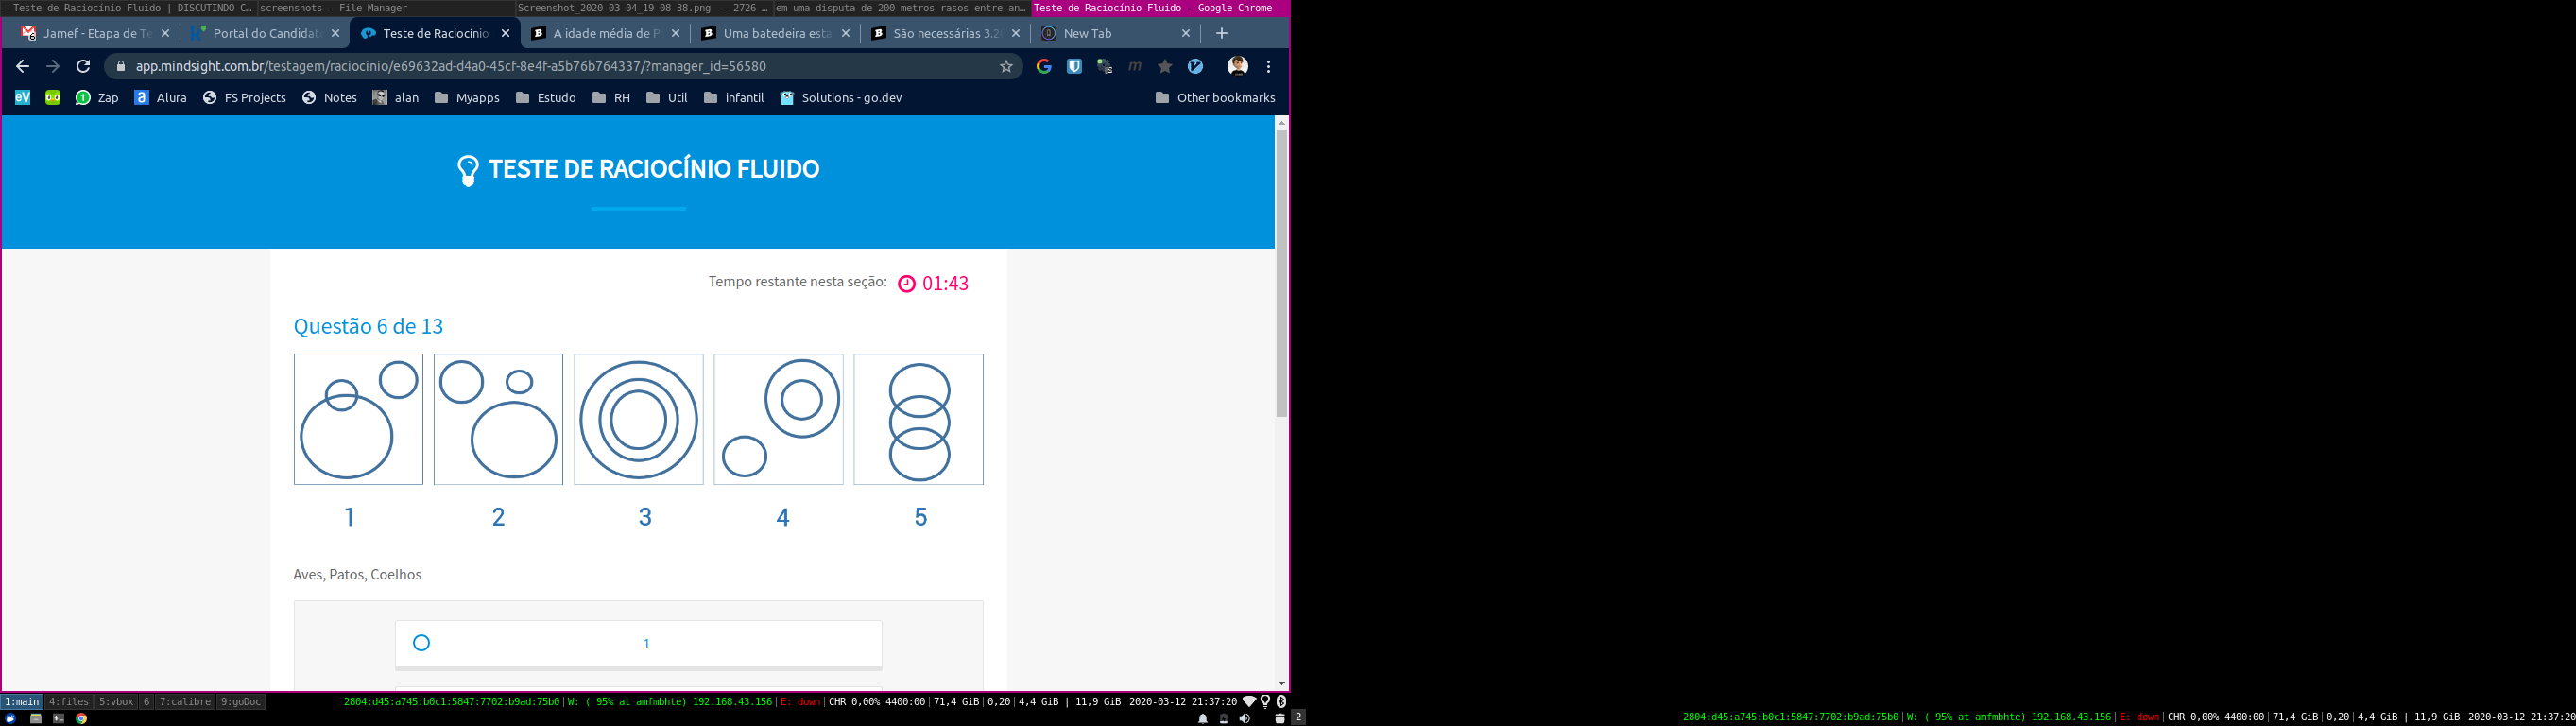 — Teste de Raciocínio Fluido | DISCUTINDO C…
screenshots - File Manager
Screenshot_2020-03-04_19-08-38.png - 2726 …
em uma disputa de 200 metros rasos entre an…
Teste de Raciocínio Fluido - Google Chrome
Jamef - Etapa de Te
Portal do Candidat
Teste de Raciocínio
A idade média de P
Uma batedeira esta
São necessárias 3.2
New Tab
app.mindsight.com.br/testagem/raciocinio/e69632ad-d4a0-45cf-8e4f-a5b76b764337/?manager_id=56580
Zap
Alura
FS Projects
Notes
alan
Myapps
Estudo
RH
Util
infantil
Solutions - go.dev
Other bookmarks
TESTE DE RACIOCÍNIO FLUIDO
Tempo restante nesta seção: 01:43
Questão 6 de 13
1 2 3 4 5
Aves, Patos, Coelhos
1
1:main 4:files 5:vbox 6 7:calibre 9:goDoc
2804:d45:a745:b0c1:5847:7702:b9ad:75b0|W: ( 95% at amfmbhte) 192.168.43.156|E: down|CHR 0,00% 4400:00|71,4 GiB|0,20|4,4 GiB | 11,9 GiB|2020-03-12 21:37:20
2
2804:d45:a745:b0c1:5847:7702:b9ad:75b0|W: ( 95% at amfmbhte) 192.168.43.156|E: down|CHR 0,00% 4400:00|71,4 GiB|0,20|4,4 GiB | 11,9 GiB|2020-03-12 21:37:2